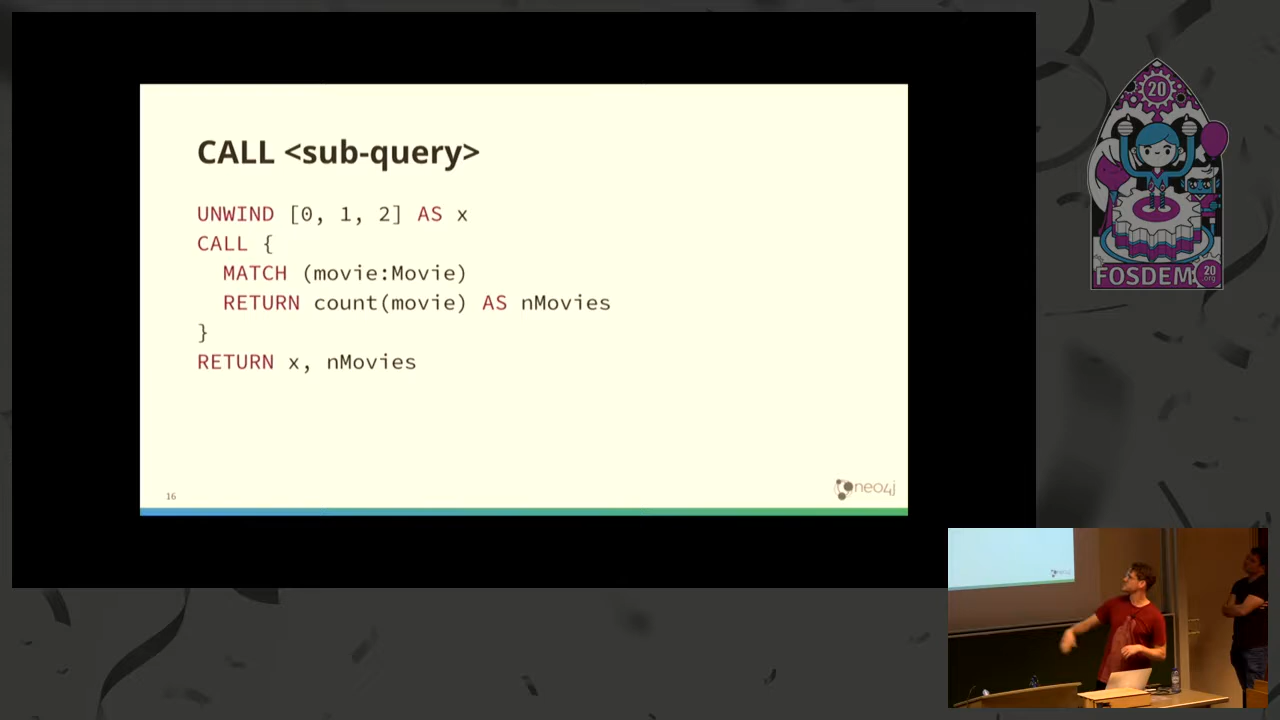 CALL <sub-query>
UNWIND [0, 1, 2] AS x
CALL {
MATCH (movie:Movie)
RETURN count(movie) AS nMovies
}
RETURN x, nMovies
16
neo4j
20
FOSDEM
20
.org